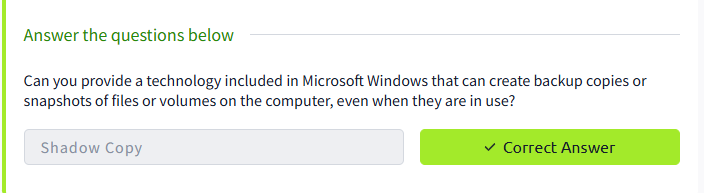 Answer the questions below
Can you provide a technology included in Microsoft Windows that can create backup copies or
snapshots of files or volumes on the computer, even when they are in use?
Shadow Copy
✓ Correct Answer